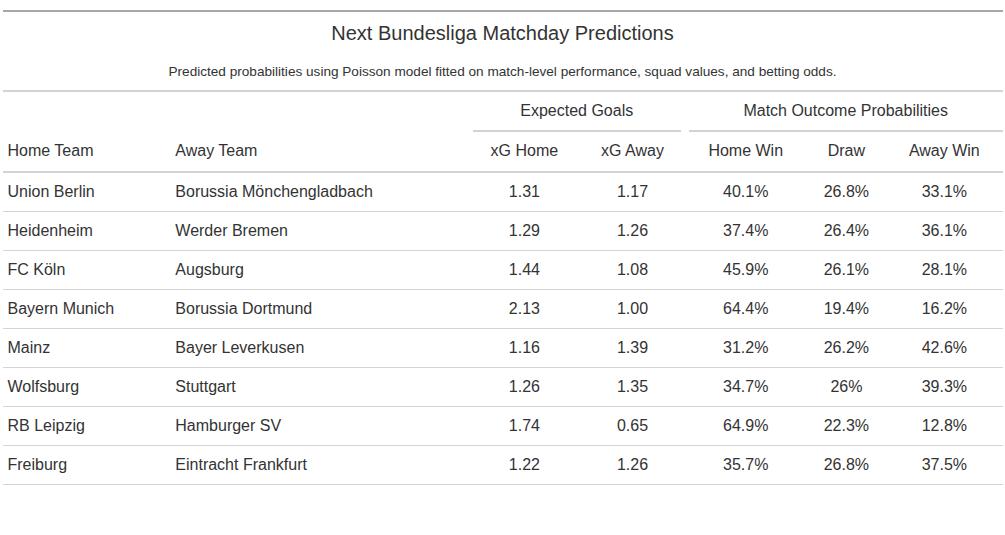 Next Bundesliga Matchday Predictions
Predicted probabilities using Poisson model fitted on match-level performance, squad values, and betting odds.
Expected Goals Match Outcome Probabilities
Home Team Away Team xG Home xG Away Home Win Draw Away Win
Union Berlin Borussia Mönchengladbach 1.31 1.17 40.1% 26.8% 33.1%
Heidenheim Werder Bremen 1.29 1.26 37.4% 26.4% 36.1%
FC Köln Augsburg 1.44 1.08 45.9% 26.1% 28.1%
Bayern Munich Borussia Dortmund 2.13 1.00 64.4% 19.4% 16.2%
Mainz Bayer Leverkusen 1.16 1.39 31.2% 26.2% 42.6%
Wolfsburg Stuttgart 1.26 1.35 34.7% 26% 39.3%
RB Leipzig Hamburger SV 1.74 0.65 64.9% 22.3% 12.8%
Freiburg Eintracht Frankfurt 1.22 1.26 35.7% 26.8% 37.5%